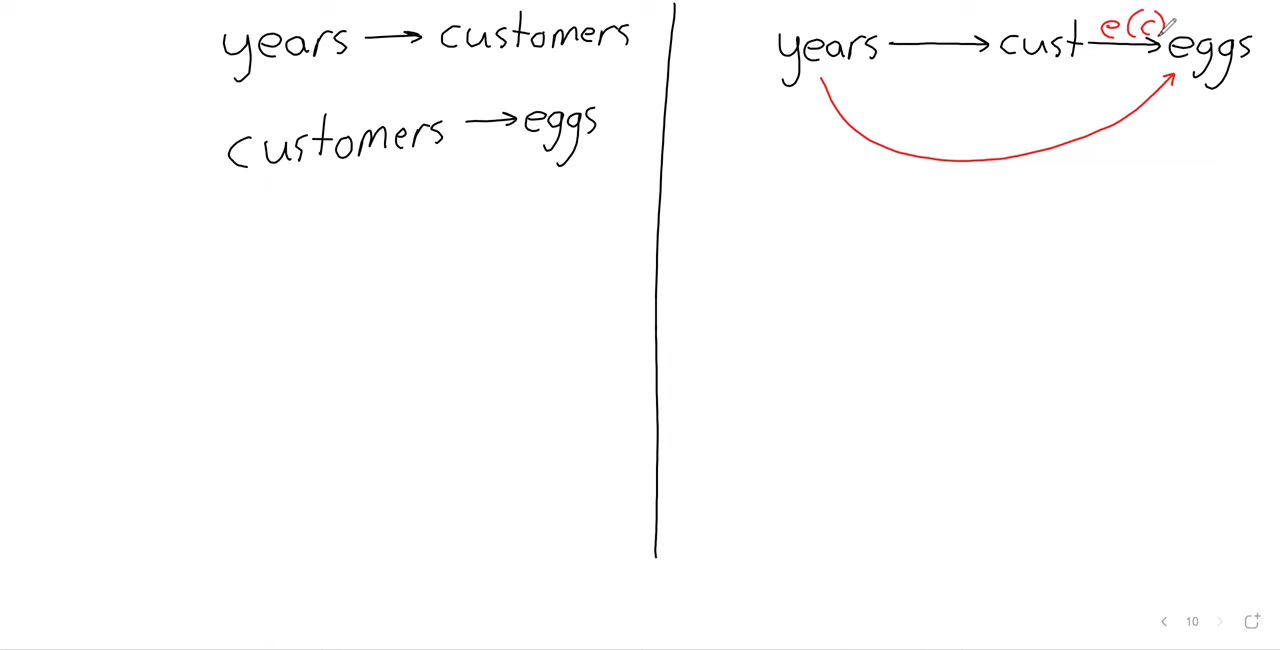 years → customers
customers → eggs
years → cust → eggs
e(c)
10